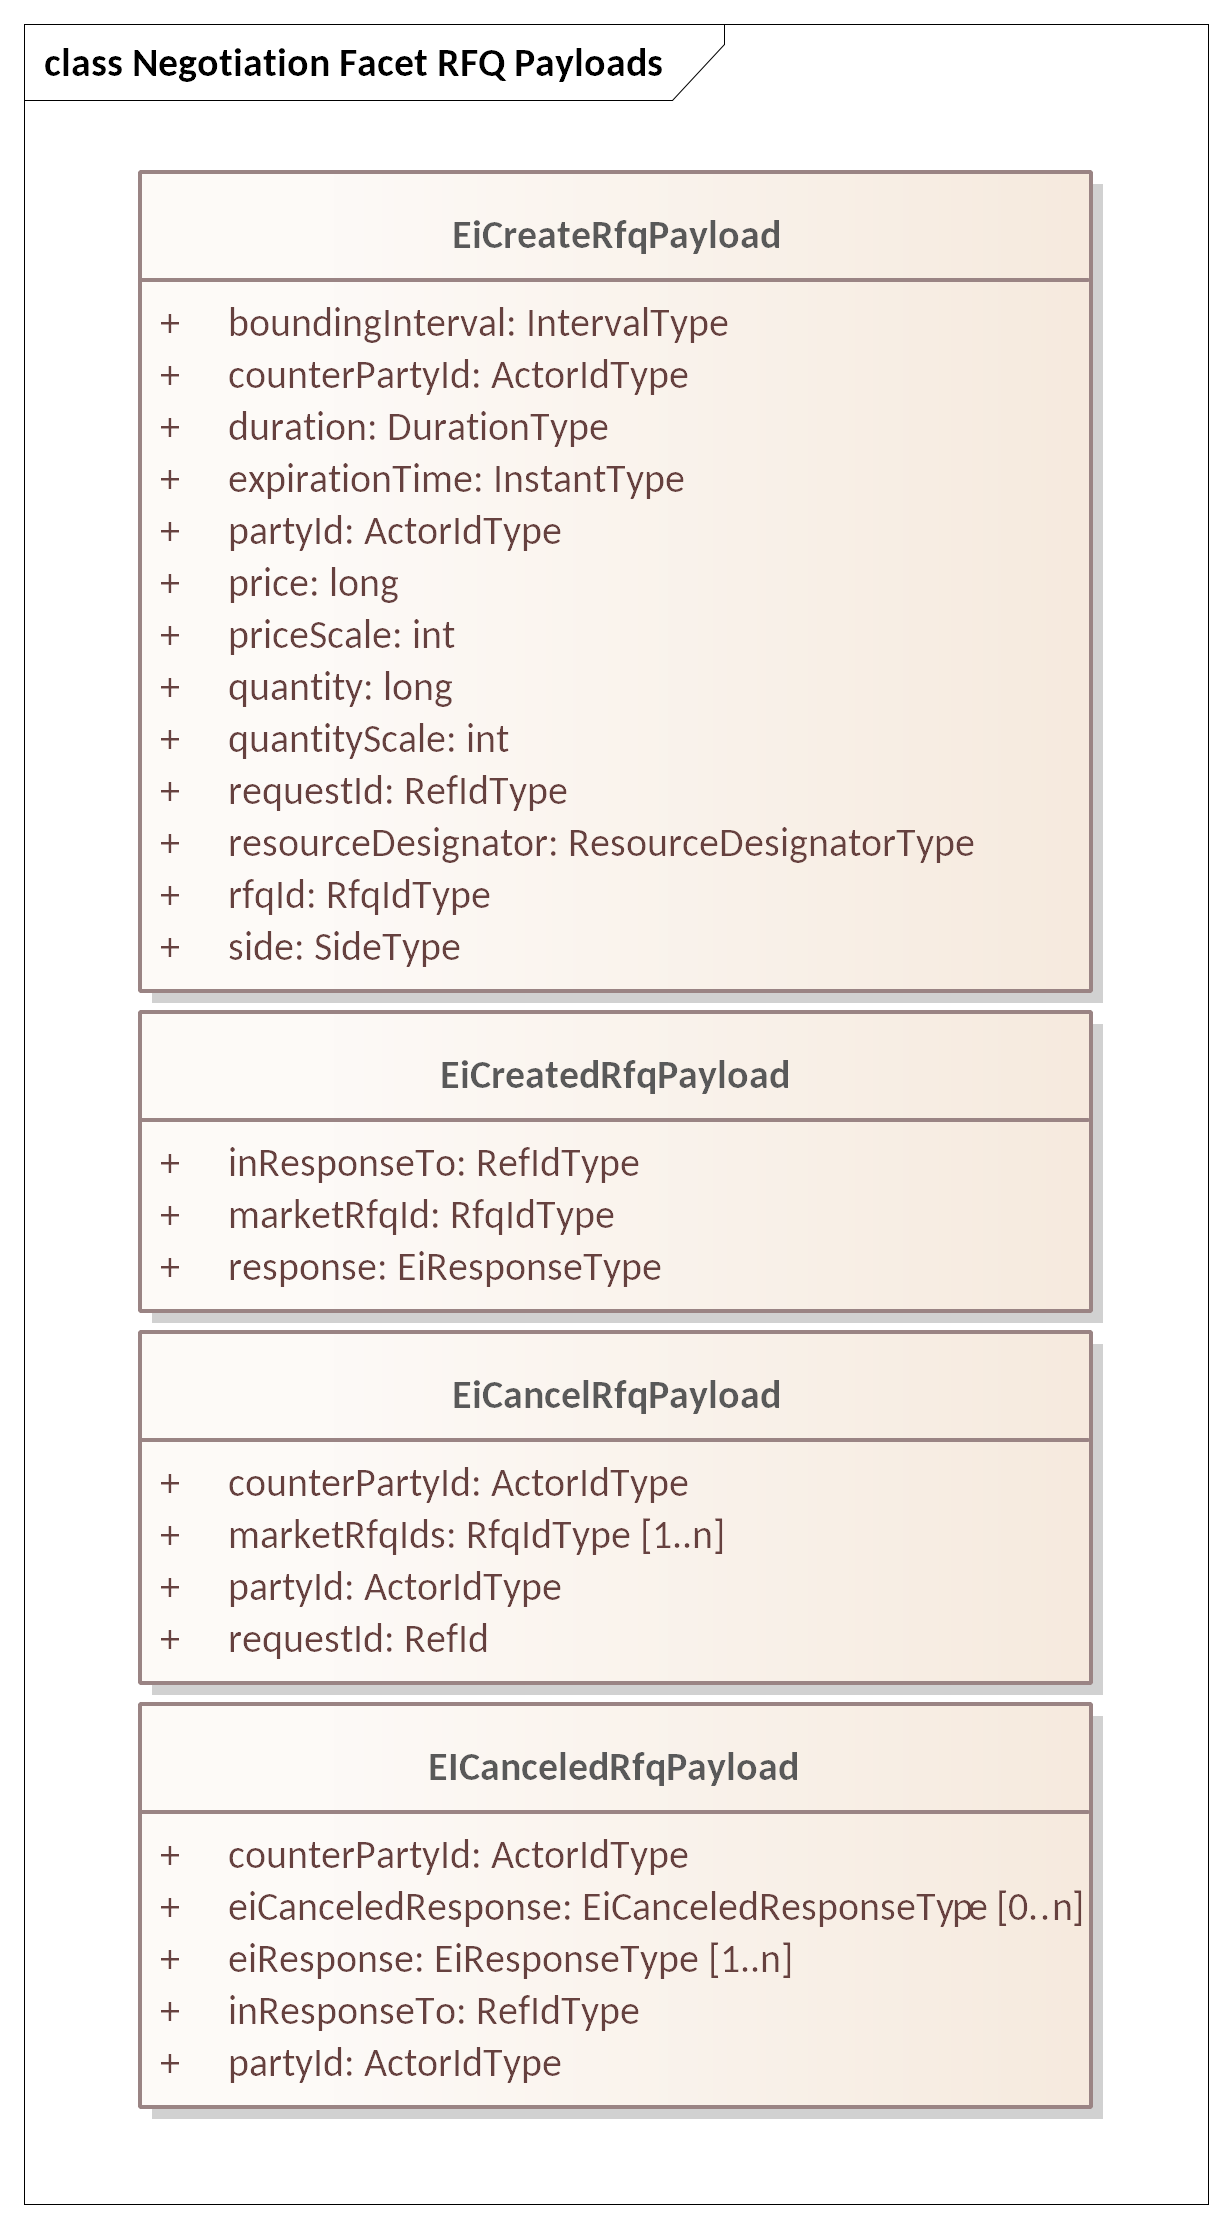 class Negotiation Facet RFQ Payloads
EiCreateRfqPayload
+ boundingInterval: IntervalType
+ counterPartyId: ActorIdType
+ duration: DurationType
+ expirationTime: InstantType
+ partyId: ActorIdType
+ price: long
+ priceScale: int
+ quantity: long
+ quantityScale: int
+ requestId: RefIdType
+ resourceDesignator: ResourceDesignatorType
+ rfqId: RfqIdType
+ side: SideType
EiCreatedRfqPayload
+ inResponseTo: RefIdType
+ marketRfqId: RfqIdType
+ response: EiResponseType
EiCancelRfqPayload
+ counterPartyId: ActorIdType
+ marketRfqIds: RfqIdType [1..n]
+ partyId: ActorIdType
+ requestId: RefId
EICanceledRfqPayload
+ counterPartyId: ActorIdType
+ eiCanceledResponse: EiCanceledResponseType [0..n]
+ eiResponse: EiResponseType [1..n]
+ inResponseTo: RefIdType
+ partyId: ActorIdType